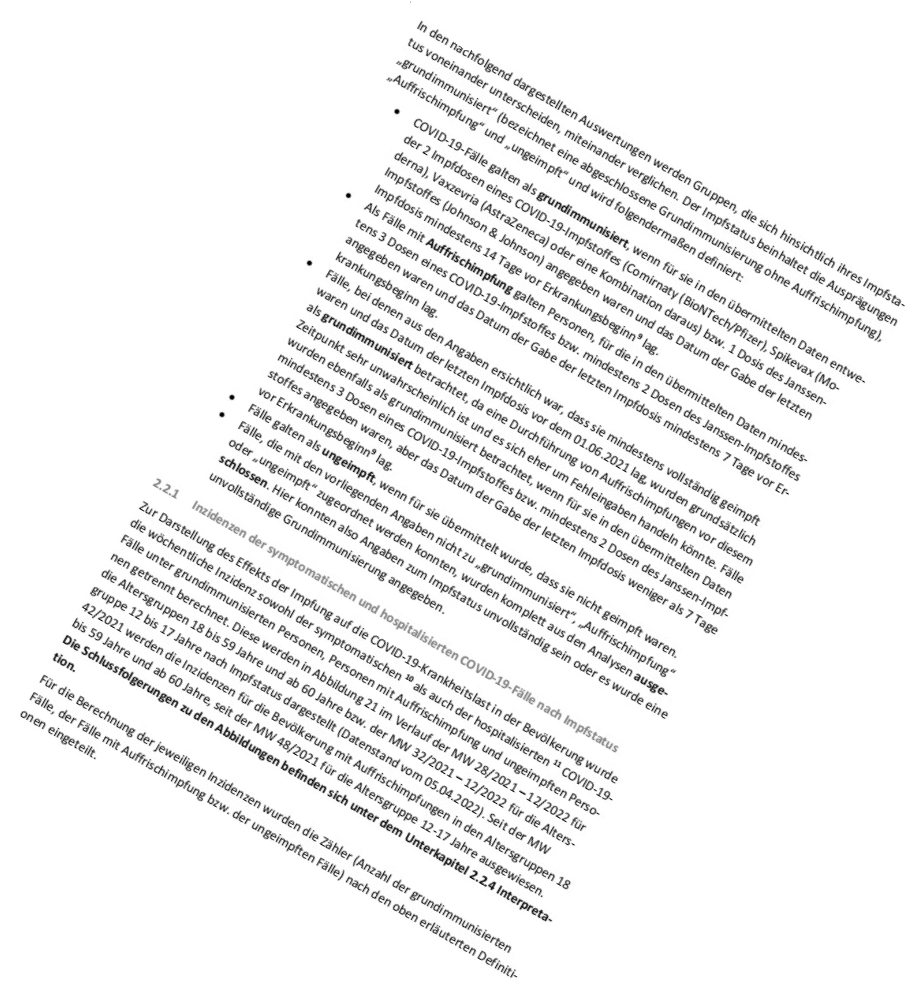 In den nachfolgend dargestellten Auswertungen werden Gruppen, die sich hinsichtlich ihres Impfsta-
tus voneinander unterscheiden, miteinander verglichen. Der Impfstatus beinhaltet die Ausprägungen
„grundimmunisiert“ (bezeichnet eine abgeschlossene Grundimmunisierung ohne Auffrischimpfung),
„Auffrischimpfung“ und „ungeimpft“ und wird folgendermaßen definiert:
• COVID-19-Fälle galten als grundimmunisiert, wenn für sie in den übermittelten Daten entwe-
der 2 Impfdosen eines COVID-19-Impfstoffes (Comirnaty (BioNTech/Pfizer), Spikevax (Mo-
derna), Vaxzevria (AstraZeneca) oder eine Kombination daraus) bzw. 1 Dosis des Janssen-
Impfstoffes (Johnson & Johnson) angegeben waren und das Datum der Gabe der letzten
Impfdosis mindestens 14 Tage vor Erkrankungsbeginn⁹ lag.
• Als Fälle mit Auffrischimpfung galten Personen, für die in den übermittelten Daten mindes-
tens 3 Dosen eines COVID-19-Impfstoffes bzw. mindestens 2 Dosen des Janssen-Impfstoffes
angegeben waren und das Datum der Gabe der letzten Impfdosis mindestens 7 Tage vor Er-
krankungsbeginn lag.
• Fälle, bei denen aus den Angaben ersichtlich war, dass sie mindestens vollständig geimpft
waren und das Datum der letzten Impfdosis vor dem 01.06.2021 lag, wurden grundsätzlich
als grundimmunisiert betrachtet, da eine Durchführung von Auffrischimpfungen vor diesem
Zeitpunkt sehr unwahrscheinlich ist und es sich eher um Fehleingaben handeln könnte. Fälle
wurden ebenfalls als grundimmunisiert betrachtet, wenn für sie in den übermittelten Daten
mindestens 3 Dosen eines COVID-19-Impfstoffes bzw. mindestens 2 Dosen des Janssen-Impf-
stoffes angegeben waren, aber das Datum der Gabe der letzten Impfdosis weniger als 7 Tage
vor Erkrankungsbeginn⁹ lag.
• Fälle galten als ungeimpft, wenn für sie übermittelt wurde, dass sie nicht geimpft waren.
• Fälle, die mit den vorliegenden Angaben nicht zu „grundimmunisiert“, „Auffrischimpfung“
oder „ungeimpft“ zugeordnet werden konnten, wurden komplett aus den Analysen ausge-
schlossen. Hier konnten also Angaben zum Impfstatus unvollständig sein oder es wurde eine
unvollständige Grundimmunisierung angegeben.
2.2.1 Inzidenzen der symptomatischen und hospitalisierten COVID-19-Fälle nach Impfstatus
Zur Darstellung des Effekts der Impfung auf die COVID-19-Krankheitslast in der Bevölkerung wurde
die wöchentliche Inzidenz sowohl der symptomatischen ¹⁰ als auch der hospitalisierten ¹¹ COVID-19-
Fälle unter grundimmunisierten Personen, Personen mit Auffrischimpfung und ungeimpften Perso-
nen getrennt berechnet. Diese werden in Abbildung 21 im Verlauf der MW 28/2021 – 12/2022 für
die Altersgruppen 18 bis 59 Jahre und ab 60 Jahre bzw. der MW 32/2021 – 12/2022 für die Alters-
gruppe 12 bis 17 Jahre nach Impfstatus dargestellt (Datenstand vom 05.04.2022). Seit der MW
42/2021 werden die Inzidenzen für die Bevölkerung mit Auffrischimpfungen in den Altersgruppen 18
bis 59 Jahre und ab 60 Jahre, seit der MW 48/2021 für die Altersgruppe 12-17 Jahre ausgewiesen.
Die Schlussfolgerungen zu den Abbildungen befinden sich unter dem Unterkapitel 2.2.4 Interpreta-
tion.
Für die Berechnung der jeweiligen Inzidenzen wurden die Zähler (Anzahl der grundimmunisierten
Fälle, der Fälle mit Auffrischimpfung bzw. der ungeimpften Fälle) nach den oben erläuterten Definiti-
onen eingeteilt.